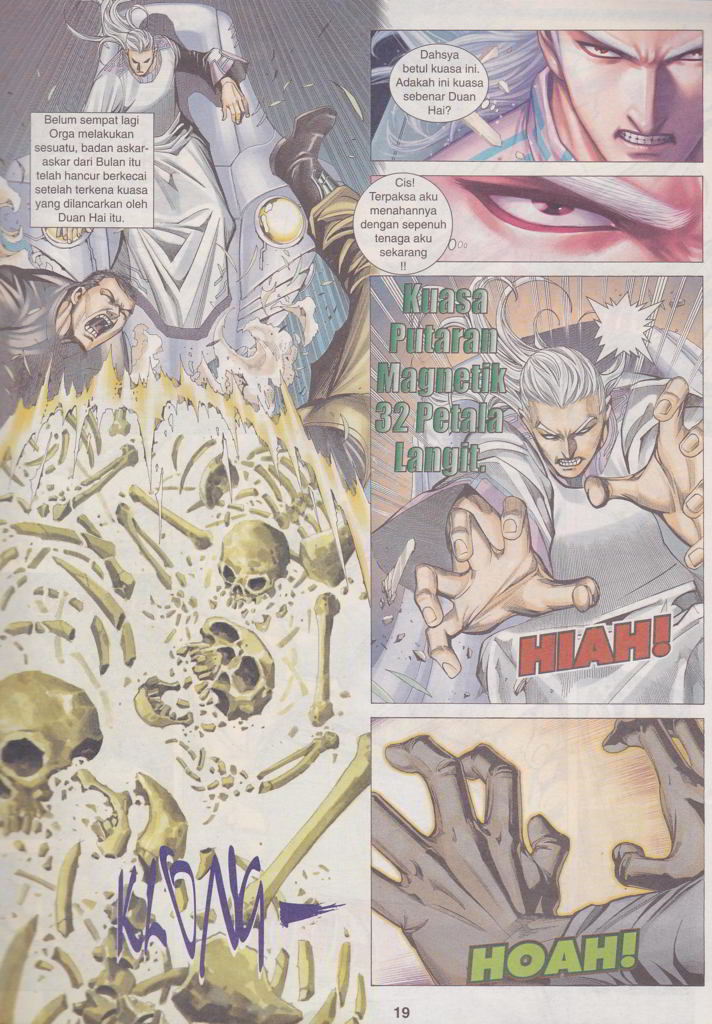 Belum sempat lagi
Orga melakukan
sesuatu, badan askar-
askar dari Bulan itu
telah hancur berkecai
setelah terkena kuasa
yang dilancarkan oleh
Duan Hai itu.
KLONG
Dahsya
betul kuasa ini.
Adakah ini kuasa
sebenar Duan
Hai?
Cis!
Terpaksa aku
menahannya
dengan sepenuh
tenaga aku
sekarang
!!
Kuasa
Putaran
Magnetik
32 Petala
Langit.
HIAH!
HOAH!
19